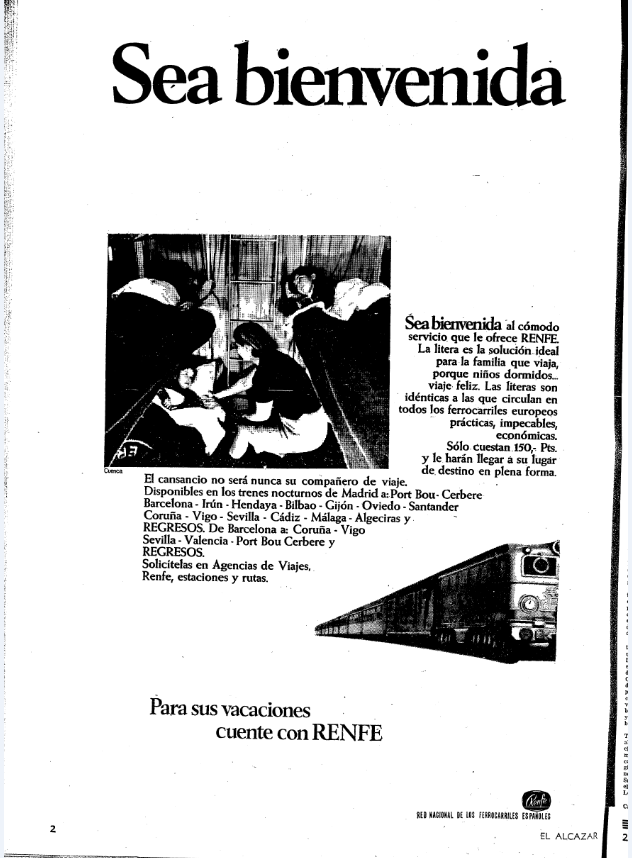 Sea bienvenida
Sea bienvenida al cómodo
servicio que le ofrece RENFE.
La litera es la solución ideal
para la familia que viaja,
porque niños dormidos...
viaje feliz. Las literas son
idénticas a las que circulan en
todos los ferrocarriles europeos
prácticas, impecables,
económicas.
Sólo cuestan 150,- Pts.
y le harán llegar a su lugar
de destino en plena forma.
Cuenca
El cansancio no será nunca su compañero de viaje.
Disponibles en los trenes nocturnos de Madrid a: Port Bou - Cerbere
Barcelona - Irún - Hendaya - Bilbao - Gijón - Oviedo - Santander
Coruña - Vigo - Sevilla - Cádiz - Málaga - Algeciras y
REGRESOS. De Barcelona a: Coruña - Vigo
Sevilla - Valencia - Port Bou Cerbere y
REGRESOS.
Solicítelas en Agencias de Viajes,
Renfe, estaciones y rutas.
Para sus vacaciones
cuente con RENFE
Renfe
RED NACIONAL DE LOS FERROCARRILES ESPAÑOLES
2
EL ALCAZAR
2